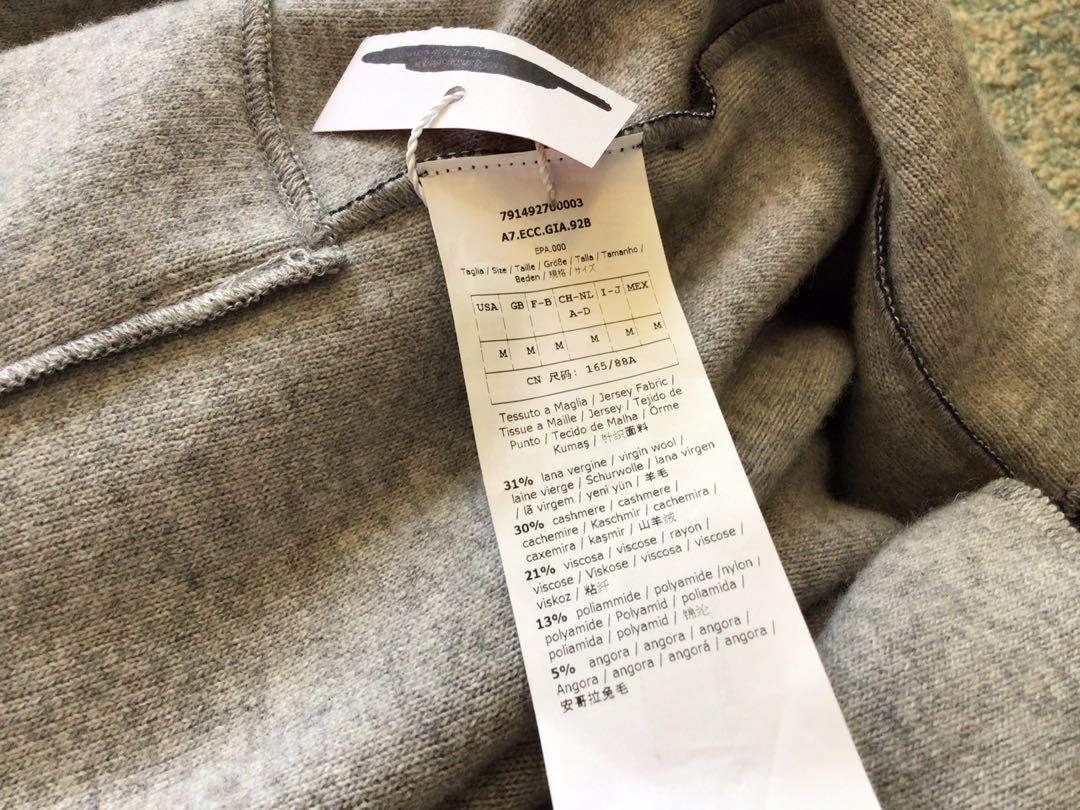 791492700003
A7.ECC.GIA.92B
EPA.000
Taglia / Size / Taille / Größe / Talla / Tamanho /
Beden / 規格 / サイズ
USA GB F-B CH-NL I-J MEX
A-D
M M M M M M
CN 尺码: 165/88A
Tessuto a Maglia / Jersey Fabric /
Tissue a Maille / Jersey / Tejido de
Punto / Tecido de Malha / Örme
Kumaş / 针织面料
31% lana vergine / virgin wool /
laine vierge / Schurwolle / lana virgen
/ lã virgem / yeni yün / 羊毛
30% cashmere / cashmere /
cachemire / Kaschmir / cachemira /
caxemira / kaşmir / 山羊绒
21% viscosa / viscose / rayon /
viscose / Viskose / viscosa / viscose /
viskoz / 粘纤
13% poliammide / polyamide /nylon /
polyamide / Polyamid / poliamida /
poliamida / polyamid / 锦纶
5% angora / angora / angora /
Angora / angora / angorá / angora /
安哥拉兔毛